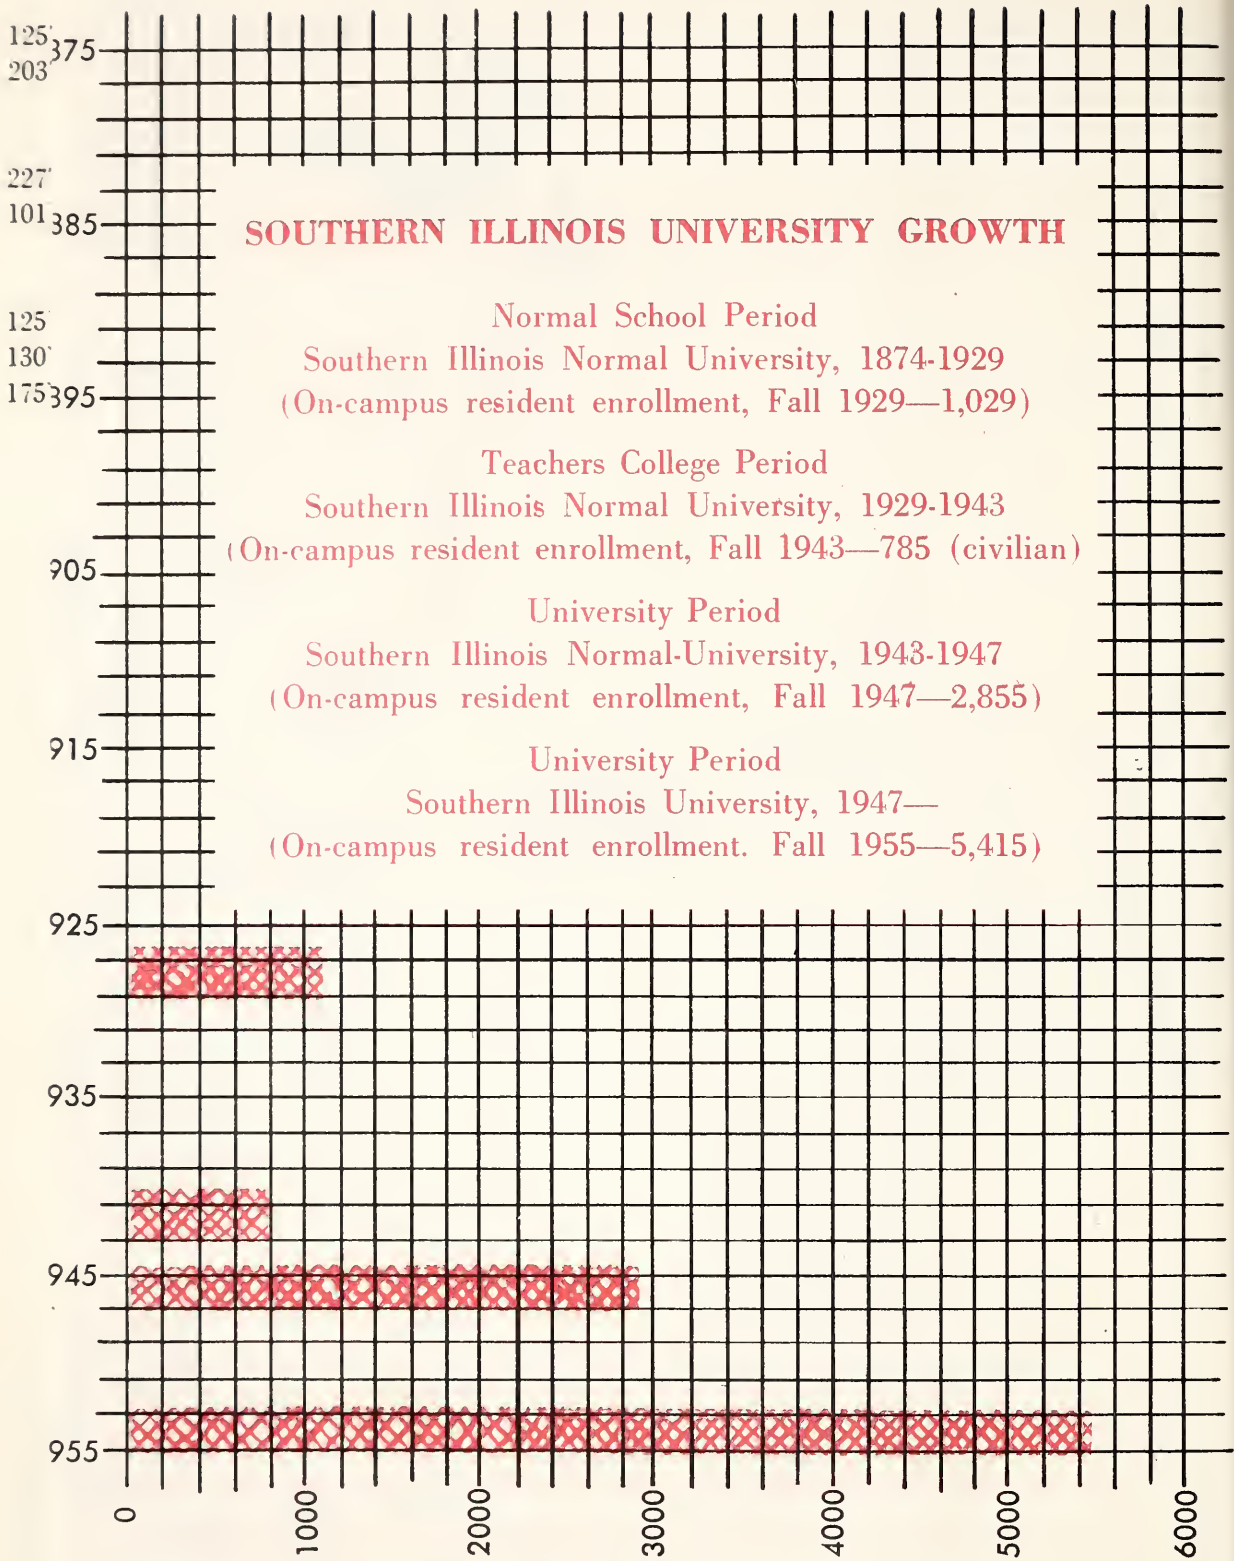 125
203
875
227
101
885
125
130
175
895
905
915
925
935
945
955
SOUTHERN ILLINOIS UNIVERSITY GROWTH
Normal School Period
Southern Illinois Normal University, 1874-1929
(On-campus resident enrollment, Fall 1929—1,029)
Teachers College Period
Southern Illinois Normal University, 1929-1943
(On-campus resident enrollment, Fall 1943—785 (civilian)
University Period
Southern Illinois Normal-University, 1943-1947
(On-campus resident enrollment, Fall 1947—2,855)
University Period
Southern Illinois University, 1947—
(On-campus resident enrollment. Fall 1955—5,415)
0
1000
2000
3000
4000
5000
6000